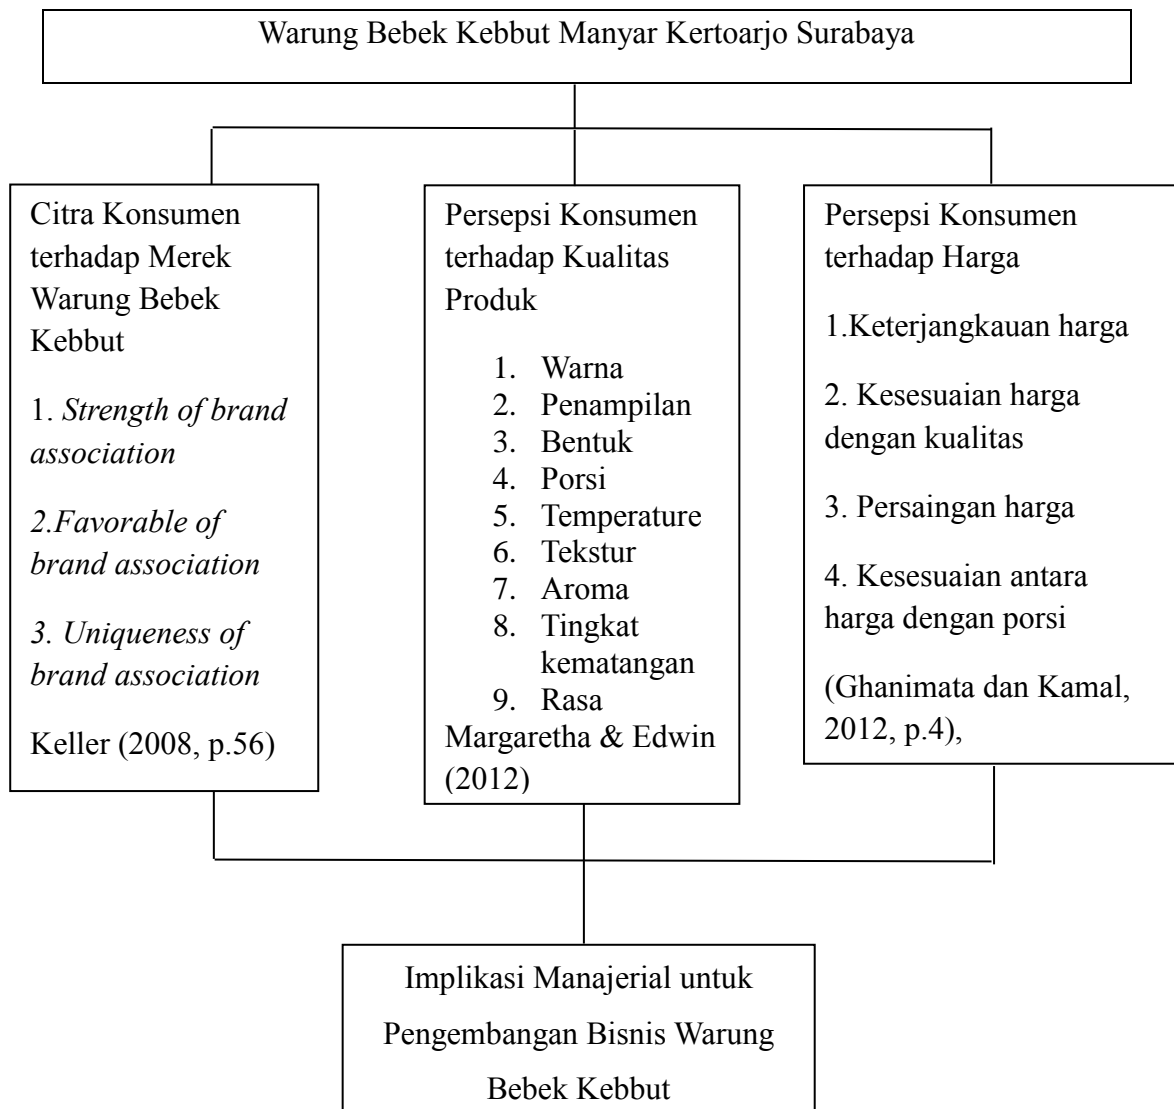 Warung Bebek Kebbut Manyar Kertoarjo Surabaya
Citra Konsumen
terhadap Merek
Warung Bebek
Kebbut
1. Strength of brand
association
2.Favorable of
brand association
3. Uniqueness of
brand association
Keller (2008, p.56)
Persepsi Konsumen
terhadap Kualitas
Produk
1. Warna
2. Penampilan
3. Bentuk
4. Porsi
5. Temperature
6. Tekstur
7. Aroma
8. Tingkat
kematangan
9. Rasa
Margaretha & Edwin
(2012)
Persepsi Konsumen
terhadap Harga
1.Keterjangkauan harga
2. Kesesuaian harga
dengan kualitas
3. Persaingan harga
4. Kesesuaian antara
harga dengan porsi
(Ghanimata dan Kamal,
2012, p.4),
Implikasi Manajerial untuk
Pengembangan Bisnis Warung
Bebek Kebbut